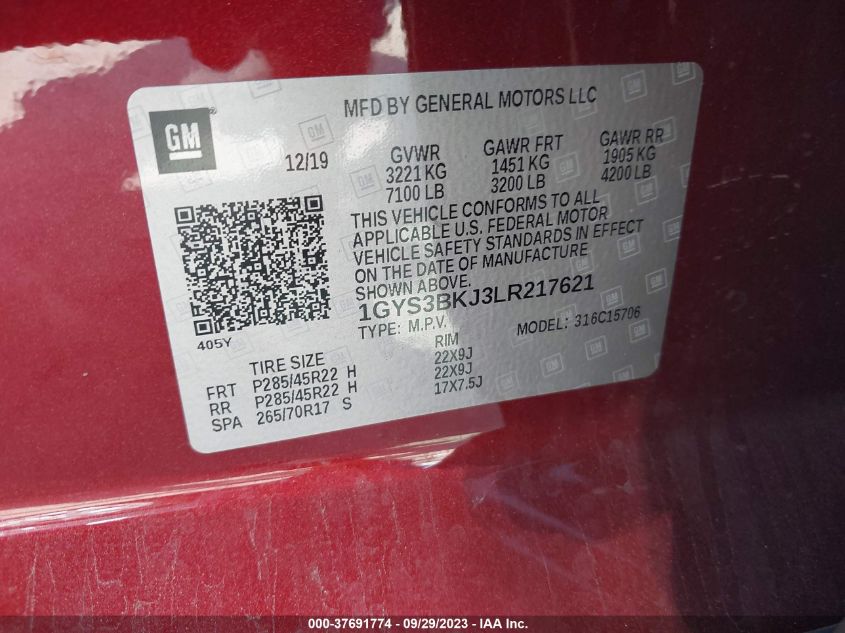 MFD BY GENERAL MOTORS LLC
GM
12/19
GVWR
3221 KG
7100 LB
GAWR FRT
1451 KG
3200 LB
GAWR RR
1905 KG
4200 LB
THIS VEHICLE CONFORMS TO ALL
APPLICABLE U.S. FEDERAL MOTOR
VEHICLE SAFETY STANDARDS IN EFFECT
ON THE DATE OF MANUFACTURE
SHOWN ABOVE.
1GYS3BKJ3LR217621
TYPE: M.P.V.
MODEL: 316C15706
405Y
TIRE SIZE RIM
FRT P285/45R22 H 22X9J
RR P285/45R22 H 22X9J
SPA 265/70R17 S 17X7.5J
000-37691774 - 09/29/2023 - IAA Inc.